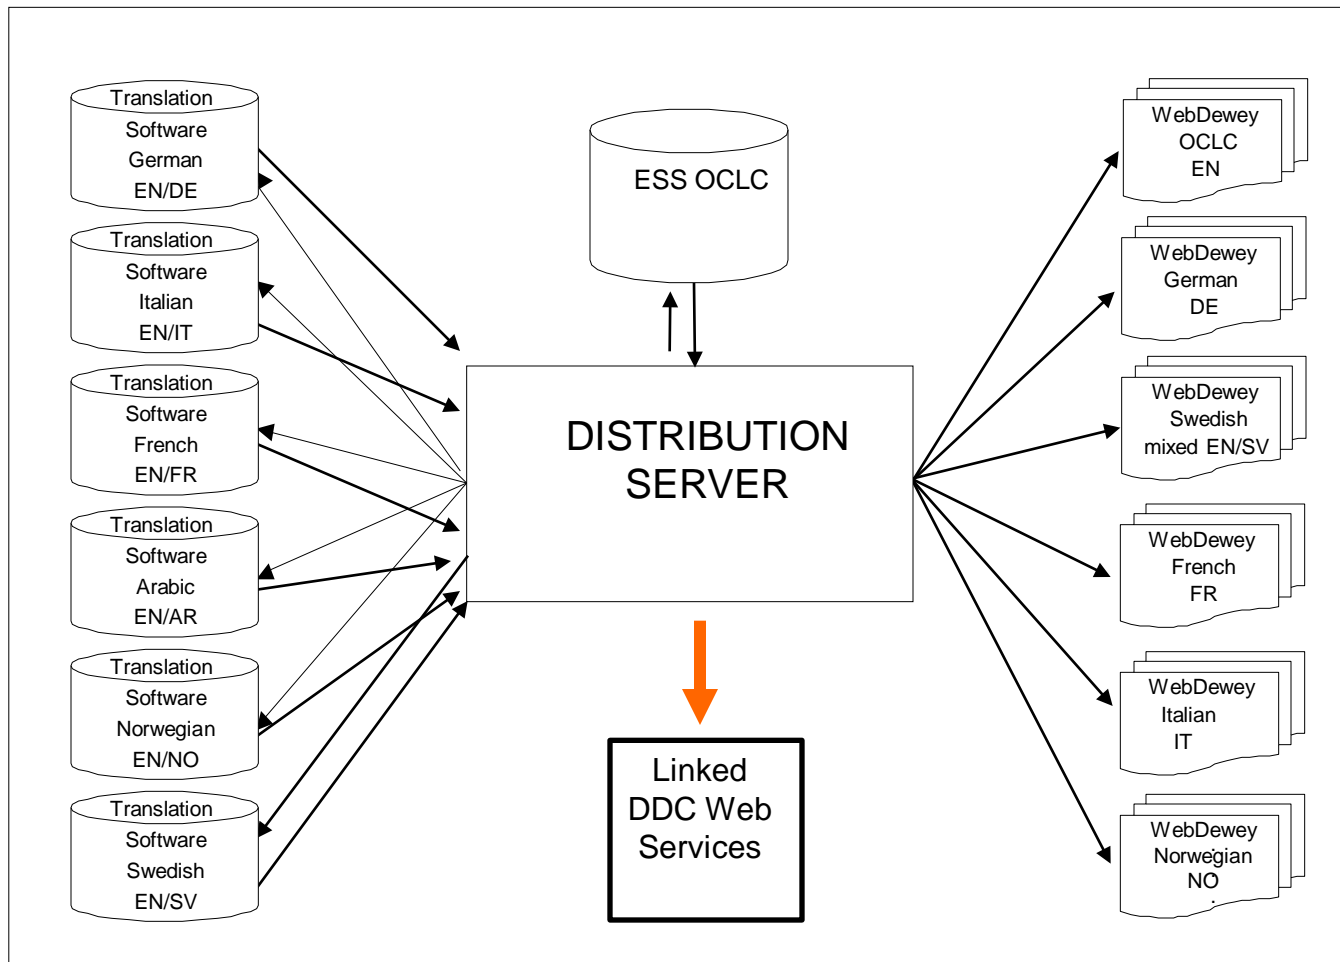 Translation
Software
German
EN/DE
Translation
Software
Italian
EN/IT
Translation
Software
French
EN/FR
Translation
Software
Arabic
EN/AR
Translation
Software
Norwegian
EN/NO
Translation
Software
Swedish
EN/SV
ESS OCLC
DISTRIBUTION
SERVER
Linked
DDC Web
Services
WebDewey
OCLC
EN
WebDewey
German
DE
WebDewey
Swedish
mixed EN/SV
WebDewey
French
FR
WebDewey
Italian
IT
WebDewey
Norwegian
NO